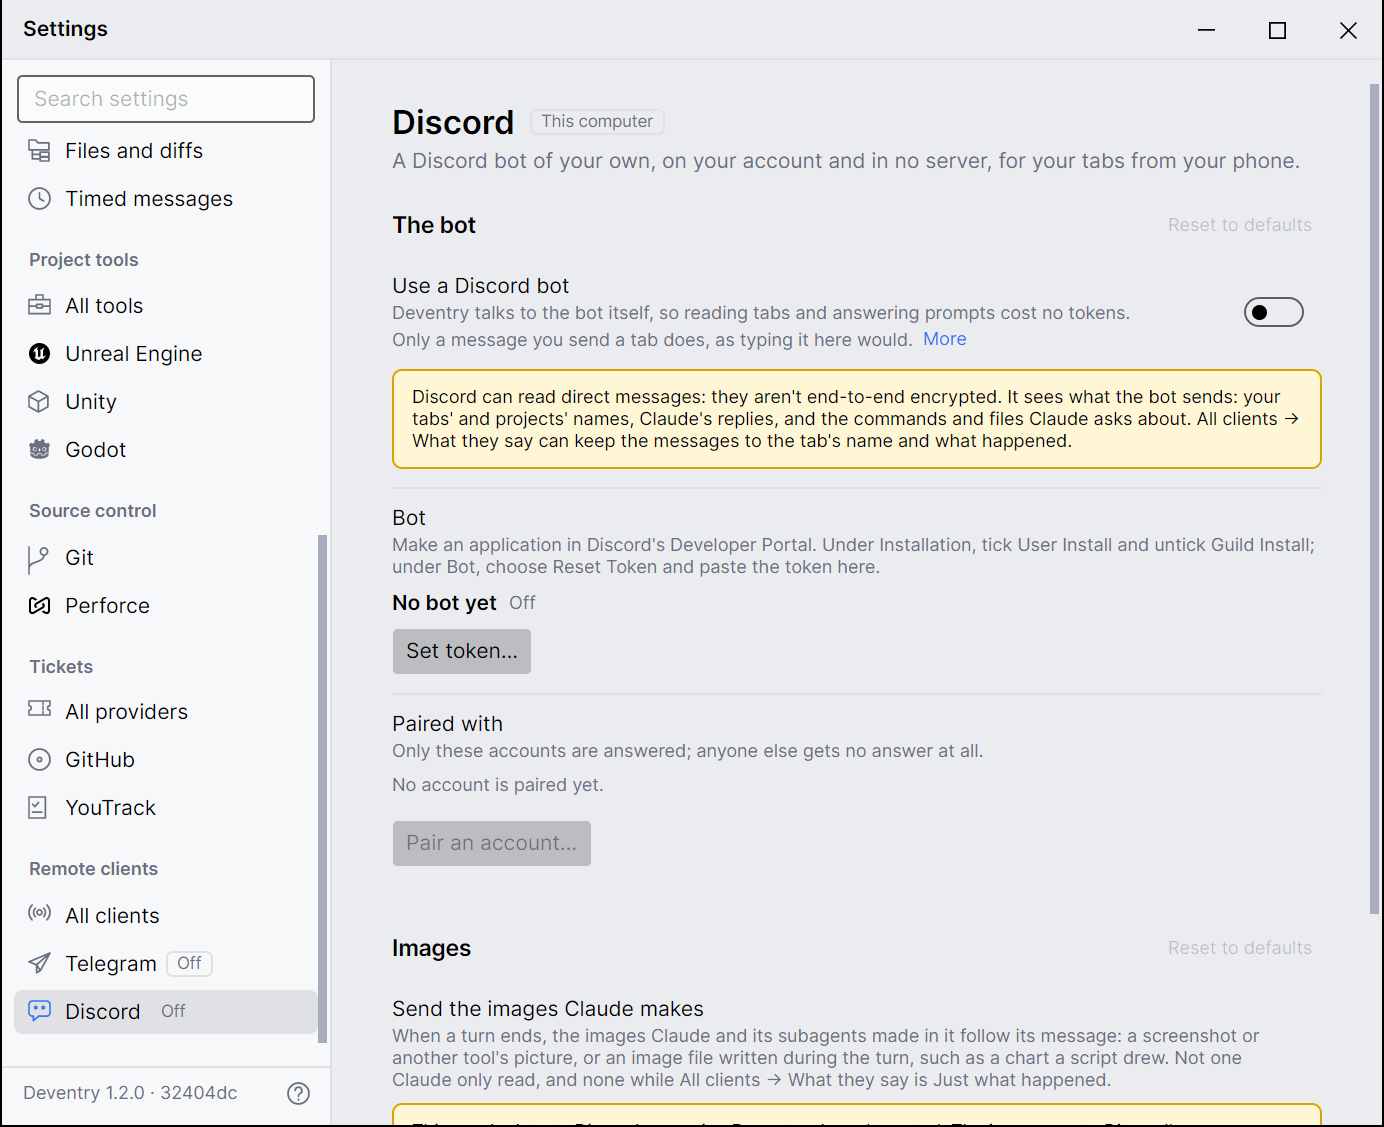 Settings
Search settings
Files and diffs
Timed messages
Project tools
All tools
Unreal Engine
Unity
Godot
Source control
Git
Perforce
Tickets
All providers
GitHub
YouTrack
Remote clients
All clients
Telegram Off
Discord Off
Deventry 1.2.0 · 32404dc
Discord This computer
A Discord bot of your own, on your account and in no server, for your tabs from your phone.
The bot Reset to defaults
Use a Discord bot
Deventry talks to the bot itself, so reading tabs and answering prompts cost no tokens.
Only a message you send a tab does, as typing it here would. More
Discord can read direct messages: they aren't end-to-end encrypted. It sees what the bot sends: your
tabs' and projects' names, Claude's replies, and the commands and files Claude asks about. All clients →
What they say can keep the messages to the tab's name and what happened.
Bot
Make an application in Discord's Developer Portal. Under Installation, tick User Install and untick Guild Install;
under Bot, choose Reset Token and paste the token here.
No bot yet Off
Set token...
Paired with
Only these accounts are answered; anyone else gets no answer at all.
No account is paired yet.
Pair an account...
Images Reset to defaults
Send the images Claude makes
When a turn ends, the images Claude and its subagents made in it follow its message: a screenshot or
another tool's picture, or an image file written during the turn, such as a chart a script drew. Not one
Claude only read, and none while All clients → What they say is Just what happened.